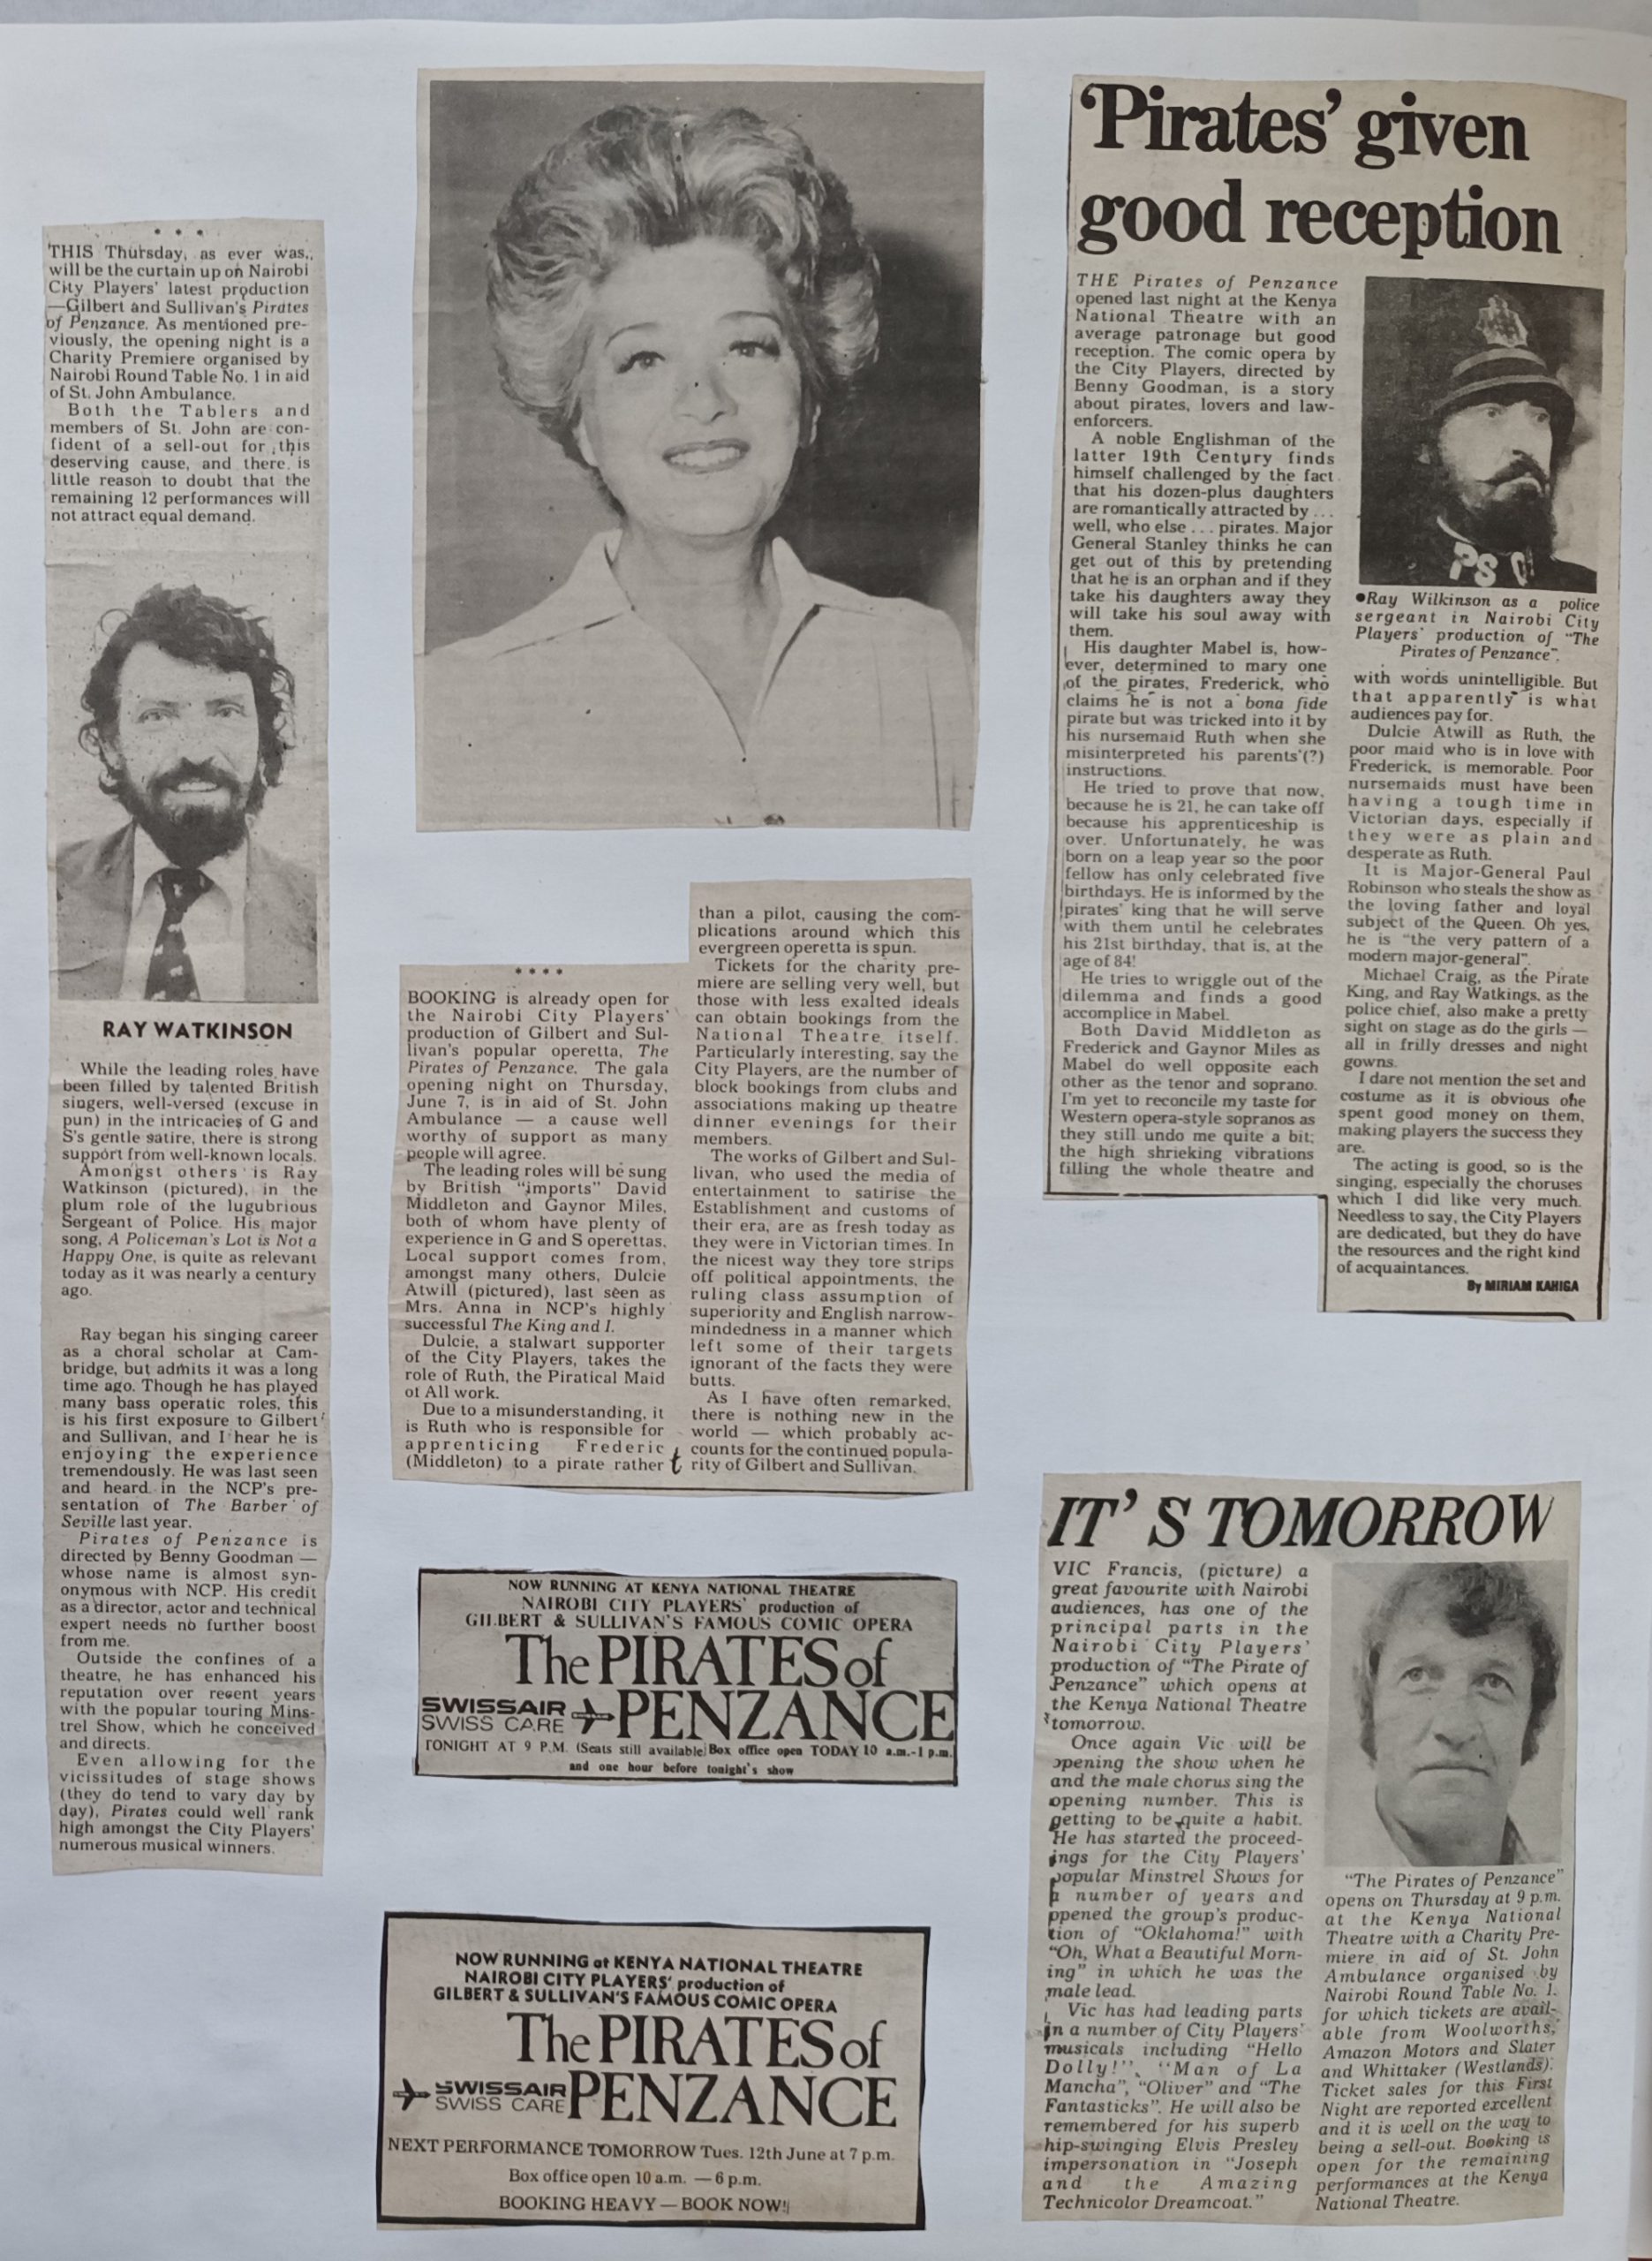 * * *
THIS Thursday, as ever was,
will be the curtain up on Nairobi
City Players' latest production
—Gilbert and Sullivan's Pirates
of Penzance. As mentioned pre-
viously, the opening night is a
Charity Premiere organised by
Nairobi Round Table No. 1 in aid
of St. John Ambulance.
Both the Tablers and
members of St. John are con-
fident of a sell-out for this
deserving cause, and there is
little reason to doubt that the
remaining 12 performances will
not attract equal demand.
RAY WATKINSON
While the leading roles have
been filled by talented British
singers, well-versed (excuse in
pun) in the intricacies of G and
S's gentle satire, there is strong
support from well-known locals.
Amongst others is Ray
Watkinson (pictured), in the
plum role of the lugubrious
Sergeant of Police. His major
song, A Policeman's Lot is Not a
Happy One, is quite as relevant
today as it was nearly a century
ago.
Ray began his singing career
as a choral scholar at Cam-
bridge, but admits it was a long
time ago. Though he has played
many bass operatic roles, this
is his first exposure to Gilbert
and Sullivan, and I hear he is
enjoying the experience
tremendously. He was last seen
and heard in the NCP's pre-
sentation of The Barber of
Seville last year.
Pirates of Penzance is
directed by Benny Goodman —
whose name is almost syn-
onymous with NCP. His credit
as a director, actor and technical
expert needs no further boost
from me.
Outside the confines of a
theatre, he has enhanced his
reputation over recent years
with the popular touring Mins-
trel Show, which he conceived
and directs.
Even allowing for the
vicissitudes of stage shows
(they do tend to vary day by
day), Pirates could well rank
high amongst the City Players'
numerous musical winners.
* * * *
BOOKING is already open for
the Nairobi City Players'
production of Gilbert and Sul-
livan's popular operetta, The
Pirates of Penzance. The gala
opening night on Thursday,
June 7, is in aid of St. John
Ambulance — a cause well
worthy of support as many
people will agree.
The leading roles will be sung
by British "imports" David
Middleton and Gaynor Miles,
both of whom have plenty of
experience in G and S operettas.
Local support comes from,
amongst many others, Dulcie
Atwill (pictured), last seen as
Mrs. Anna in NCP's highly
successful The King and I.
Dulcie, a stalwart supporter
of the City Players, takes the
role of Ruth, the Piratical Maid
of All work.
Due to a misunderstanding, it
is Ruth who is responsible for
apprenticing Frederic
(Middleton) to a pirate rather t
than a pilot, causing the com-
plications around which this
evergreen operetta is spun.
Tickets for the charity pre-
miere are selling very well, but
those with less exalted ideals
can obtain bookings from the
National Theatre itself.
Particularly interesting, say the
City Players, are the number of
block bookings from clubs and
associations making up theatre
dinner evenings for their
members.
The works of Gilbert and Sul-
livan, who used the media of
entertainment to satirise the
Establishment and customs of
their era, are as fresh today as
they were in Victorian times. In
the nicest way they tore strips
off political appointments, the
ruling class assumption of
superiority and English narrow-
mindedness in a manner which
left some of their targets
ignorant of the facts they were
butts.
As I have often remarked,
there is nothing new in the
world — which probably ac-
counts for the continued popula-
rity of Gilbert and Sullivan.
NOW RUNNING AT KENYA NATIONAL THEATRE
NAIROBI CITY PLAYERS' production of
GILBERT & SULLIVAN'S FAMOUS COMIC OPERA
The PIRATES of
SWISSAIR
SWISS CARE
PENZANCE
TONIGHT AT 9 P.M. (Seats still available) Box office open TODAY 10 a.m.-1 p.m.
and one hour before tonight's show
NOW RUNNING at KENYA NATIONAL THEATRE
NAIROBI CITY PLAYERS' production of
GILBERT & SULLIVAN'S FAMOUS COMIC OPERA
The PIRATES of
SWISSAIR
SWISS CARE
PENZANCE
NEXT PERFORMANCE TOMORROW Tues. 12th June at 7 p.m.
Box office open 10 a.m. — 6 p.m.
BOOKING HEAVY — BOOK NOW!
'Pirates' given
good reception
THE Pirates of Penzance
opened last night at the Kenya
National Theatre with an
average patronage but good
reception. The comic opera by
the City Players, directed by
Benny Goodman, is a story
about pirates, lovers and law-
enforcers.
A noble Englishman of the
latter 19th Century finds
himself challenged by the fact
that his dozen-plus daughters
are romantically attracted by ...
well, who else ... pirates. Major
General Stanley thinks he can
get out of this by pretending
that he is an orphan and if they
take his daughters away they
will take his soul away with
them.
His daughter Mabel is, how-
ever, determined to mary one
of the pirates, Frederick, who
claims he is not a bona fide
pirate but was tricked into it by
his nursemaid Ruth when she
misinterpreted his parents'(?)
instructions.
He tried to prove that now,
because he is 21, he can take off
because his apprenticeship is
over. Unfortunately, he was
born on a leap year so the poor
fellow has only celebrated five
birthdays. He is informed by the
pirates' king that he will serve
with them until he celebrates
his 21st birthday, that is, at the
age of 84!
He tries to wriggle out of the
dilemma and finds a good
accomplice in Mabel.
Both David Middleton as
Frederick and Gaynor Miles as
Mabel do well opposite each
other as the tenor and soprano.
I'm yet to reconcile my taste for
Western opera-style sopranos as
they still undo me quite a bit;
the high shrieking vibrations
filling the whole theatre and
PS
•Ray Wilkinson as a police
sergeant in Nairobi City
Players' production of "The
Pirates of Penzance".
with words unintelligible. But
that apparently is what
audiences pay for.
Dulcie Atwill as Ruth, the
poor maid who is in love with
Frederick, is memorable. Poor
nursemaids must have been
having a tough time in
Victorian days, especially if
they were as plain and
desperate as Ruth.
It is Major-General Paul
Robinson who steals the show as
the loving father and loyal
subject of the Queen. Oh yes,
he is "the very pattern of a
modern major-general".
Michael Craig, as the Pirate
King, and Ray Watkings, as the
police chief, also make a pretty
sight on stage as do the girls —
all in frilly dresses and night
gowns.
I dare not mention the set and
costume as it is obvious one
spent good money on them,
making players the success they
are.
The acting is good, so is the
singing, especially the choruses
which I did like very much.
Needless to say, the City Players
are dedicated, but they do have
the resources and the right kind
of acquaintances.
By MIRIAM KAHIGA
IT'S TOMORROW
VIC Francis, (picture) a
great favourite with Nairobi
audiences, has one of the
principal parts in the
Nairobi City Players'
production of "The Pirate of
Penzance" which opens at
the Kenya National Theatre
tomorrow.
Once again Vic will be
opening the show when he
and the male chorus sing the
opening number. This is
getting to be quite a habit.
He has started the proceed-
ings for the City Players'
popular Minstrel Shows for
a number of years and
opened the group's produc-
tion of "Oklahoma!" with
"Oh, What a Beautiful Morn-
ing" in which he was the
male lead.
Vic has had leading parts
in a number of City Players'
musicals including "Hello
Dolly!", "Man of La
Mancha", "Oliver" and "The
Fantasticks". He will also be
remembered for his superb
hip-swinging Elvis Presley
impersonation in "Joseph
and the Amazing
Technicolor Dreamcoat."
"The Pirates of Penzance"
opens on Thursday at 9 p.m.
at the Kenya National
Theatre with a Charity Pre-
miere in aid of St. John
Ambulance organised by
Nairobi Round Table No. 1.
for which tickets are avail-
able from Woolworths,
Amazon Motors and Slater
and Whittaker (Westlands).
Ticket sales for this First
Night are reported excellent
and it is well on the way to
being a sell-out. Booking is
open for the remaining
performances at the Kenya
National Theatre.